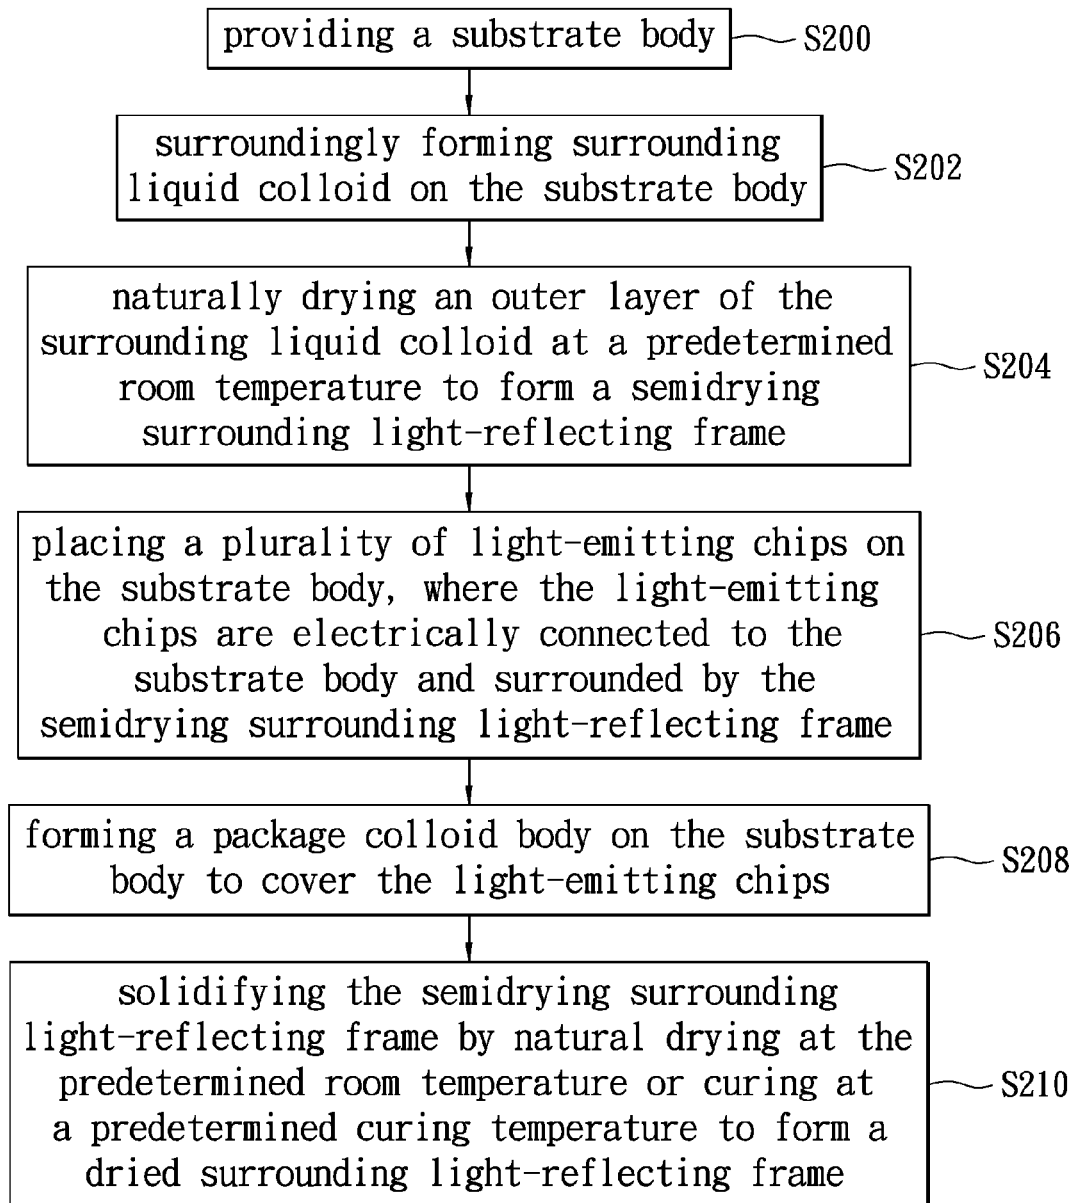 providing a substrate body
S200
surroundingly forming surrounding
liquid colloid on the substrate body
S202
naturally drying an outer layer of the
surrounding liquid colloid at a predetermined
room temperature to form a semidrying
surrounding light-reflecting frame
S204
placing a plurality of light-emitting chips on
the substrate body, where the light-emitting
chips are electrically connected to the
substrate body and surrounded by the
semidrying surrounding light-reflecting frame
S206
forming a package colloid body on the substrate
body to cover the light-emitting chips
S208
solidifying the semidrying surrounding
light-reflecting frame by natural drying at the
predetermined room temperature or curing at
a predetermined curing temperature to form a
dried surrounding light-reflecting frame
S210